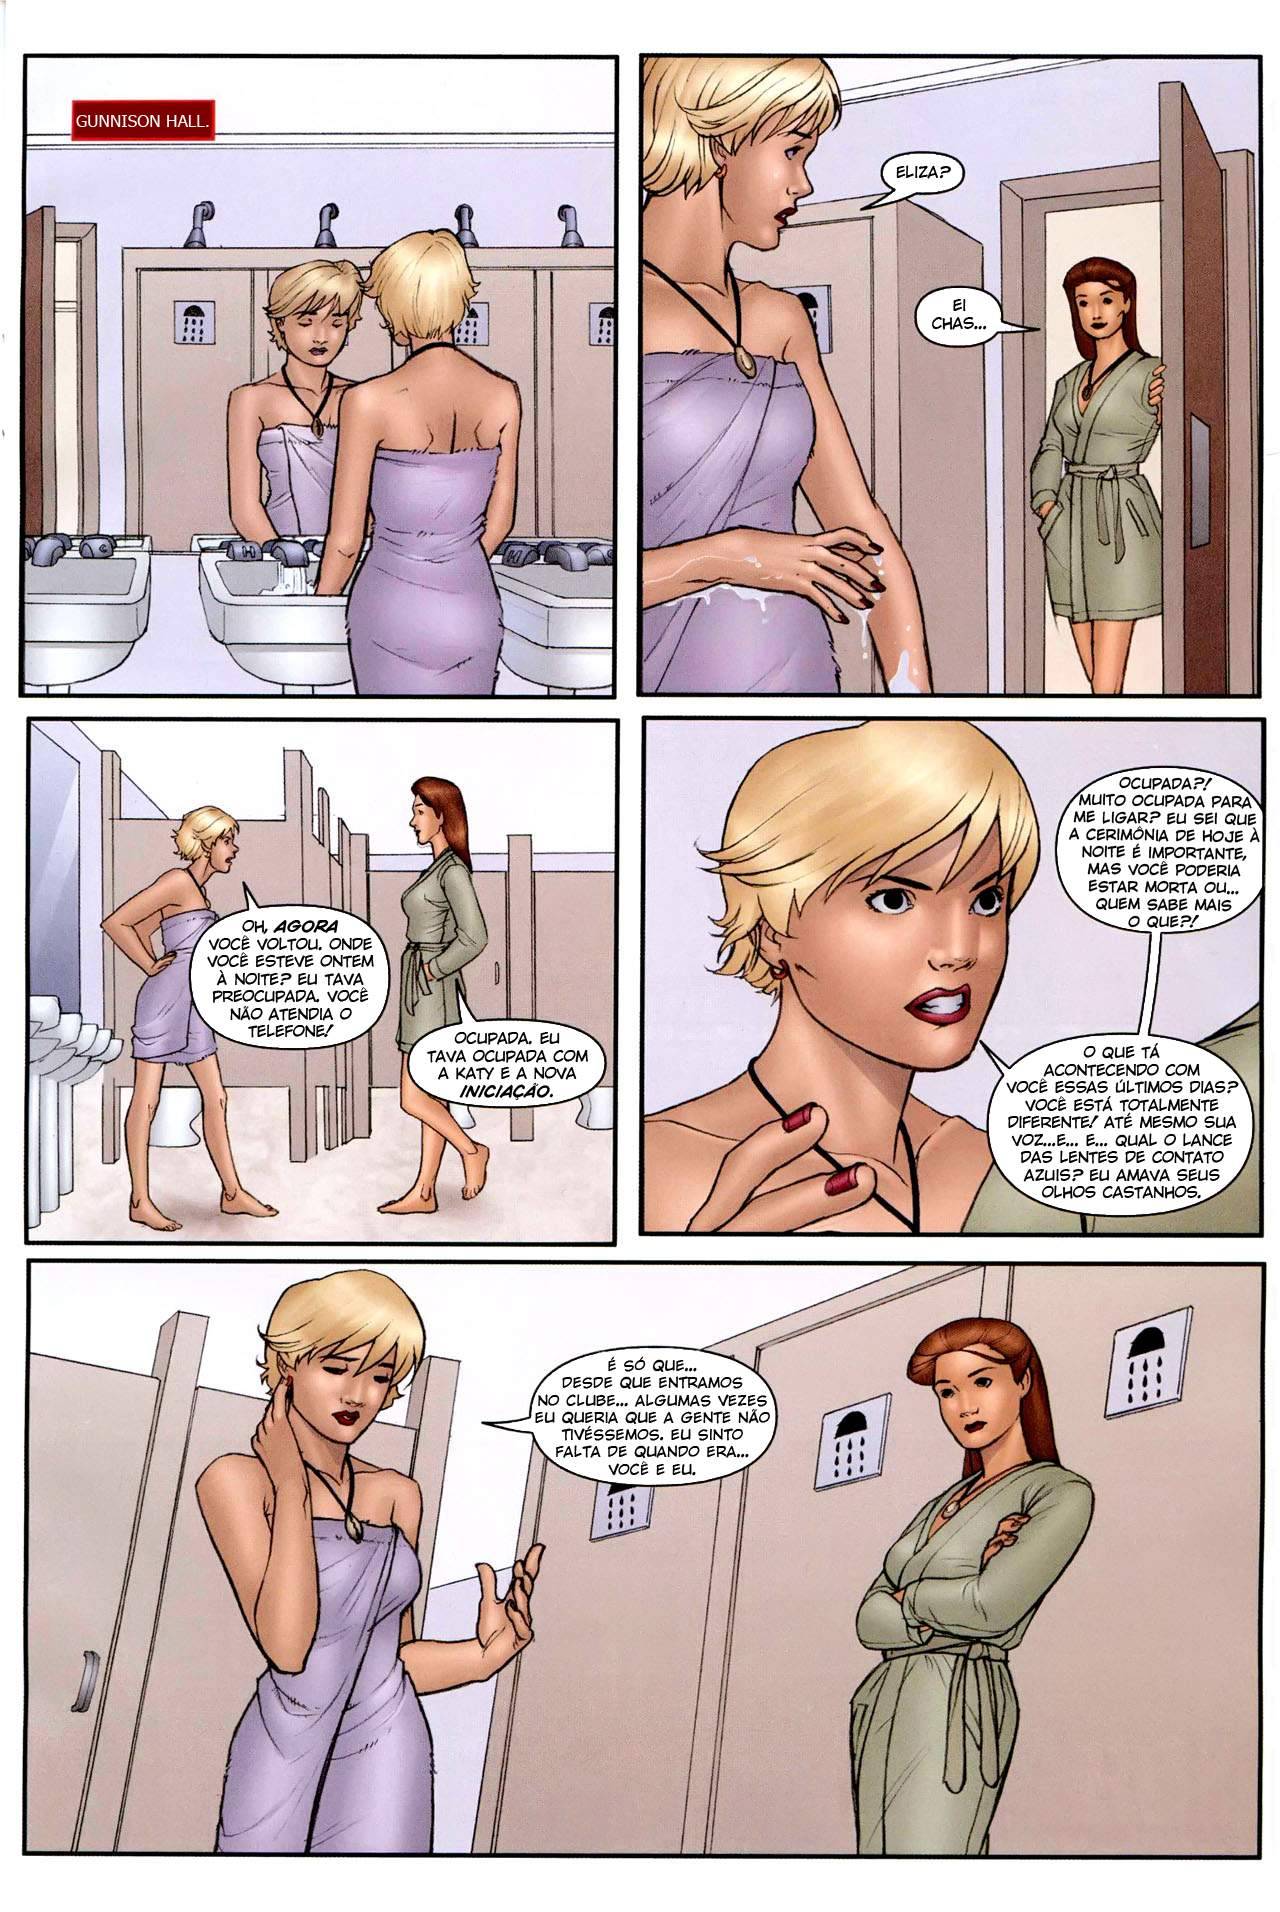 GUNNISON HALL.
ELIZA?
EI
CHAS...
OH, AGORA
VOCÊ VOLTOU. ONDE
VOCÊ ESTEVE ONTEM
À NOITE? EU TAVA
PREOCUPADA. VOCÊ
NÃO ATENDIA O
TELEFONE!
OCUPADA. EU
TAVA OCUPADA COM
A KATY E A NOVA
INICIAÇÃO.
OCUPADA?!
MUITO OCUPADA PARA
ME LIGAR? EU SEI QUE
A CERIMÔNIA DE HOJE À
NOITE É IMPORTANTE,
MAS VOCÊ PODERIA
ESTAR MORTA OU...
QUEM SABE MAIS
O QUE?!
O QUE TÁ
ACONTECENDO COM
VOCÊ ESSAS ÚLTIMOS DIAS?
VOCÊ ESTÁ TOTALMENTE
DIFERENTE! ATÉ MESMO SUA
VOZ...E... E... QUAL O LANCE
DAS LENTES DE CONTATO
AZUIS? EU AMAVA SEUS
OLHOS CASTANHOS.
É SÓ QUE...
DESDE QUE ENTRAMOS
NO CLUBE... ALGUMAS VEZES
EU QUERIA QUE A GENTE NÃO
TIVÉSSEMOS. EU SINTO
FALTA DE QUANDO ERA...
VOCÊ E EU.